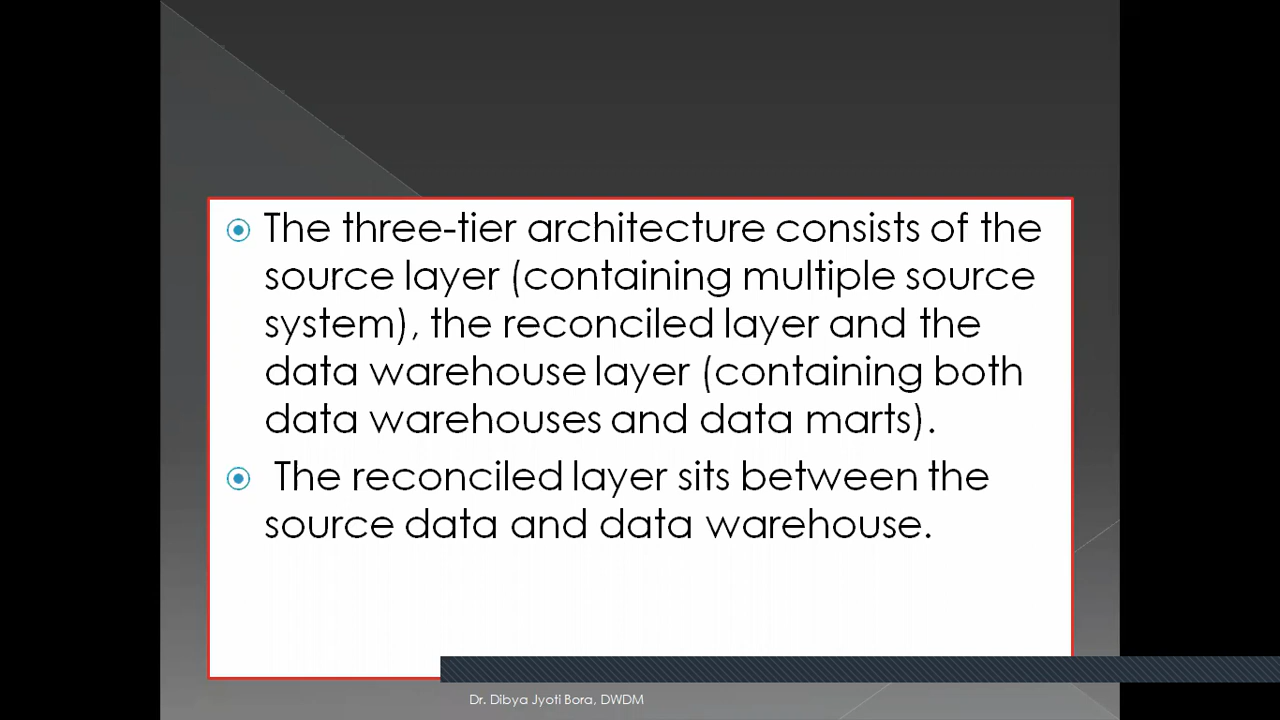 The three-tier architecture consists of the
source layer (containing multiple source
system), the reconciled layer and the
data warehouse layer (containing both
data warehouses and data marts).
The reconciled layer sits between the
source data and data warehouse.
Dr. Dibya Jyoti Bora, DWDM